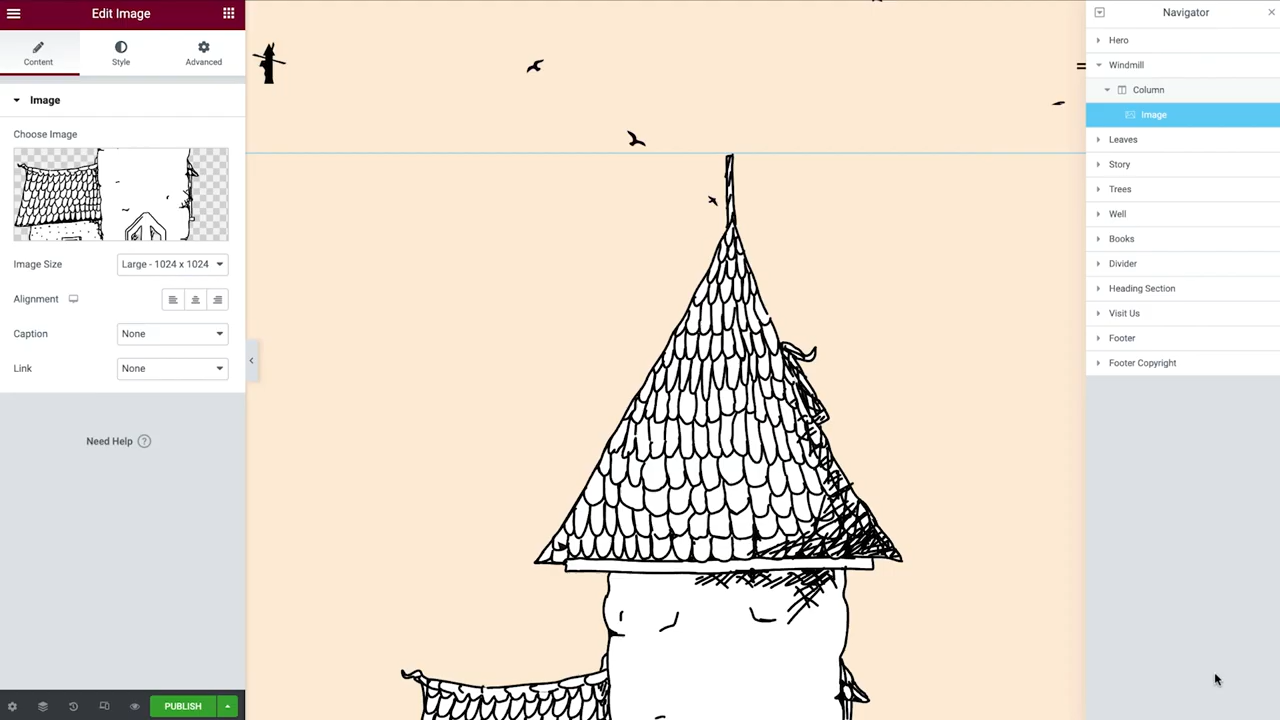 Edit Image
Content
Style
Advanced
Image
Choose Image
Image Size
Large - 1024 x 1024
Alignment
Caption
None
Link
None
Need Help ?
PUBLISH
Navigator
Hero
Windmill
Column
Image
Leaves
Story
Trees
Well
Books
Divider
Heading Section
Visit Us
Footer
Footer Copyright